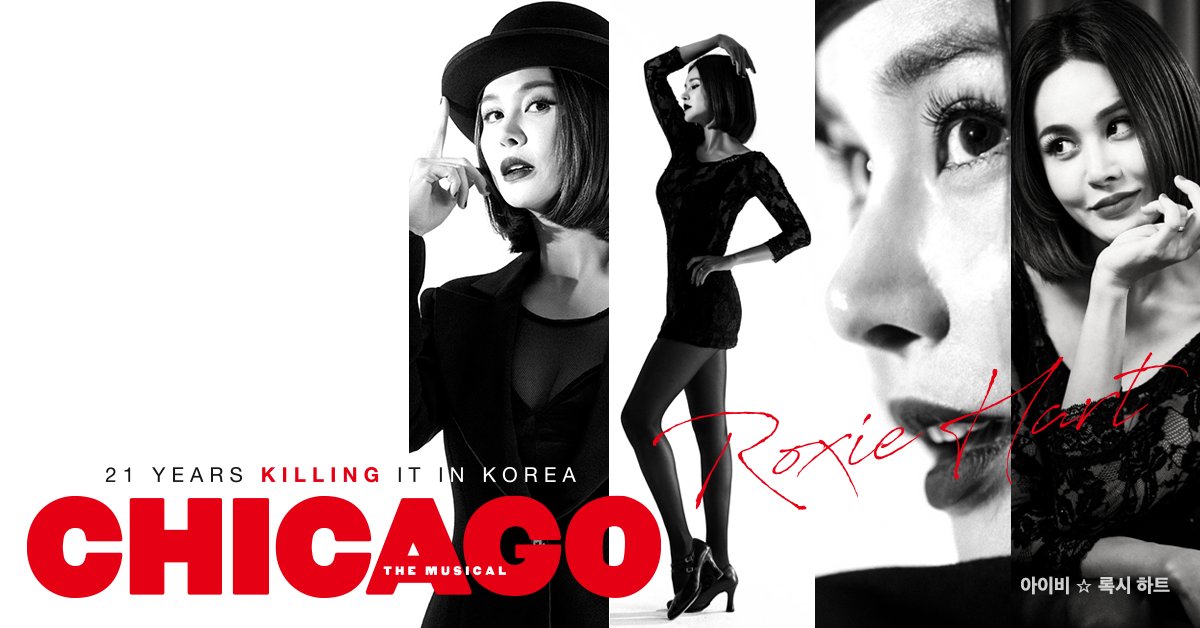 21 YEARS KILLING IT IN KOREA
CHICAGO
THE MUSICAL
Roxie Hart
아이비 ☆ 록시 하트